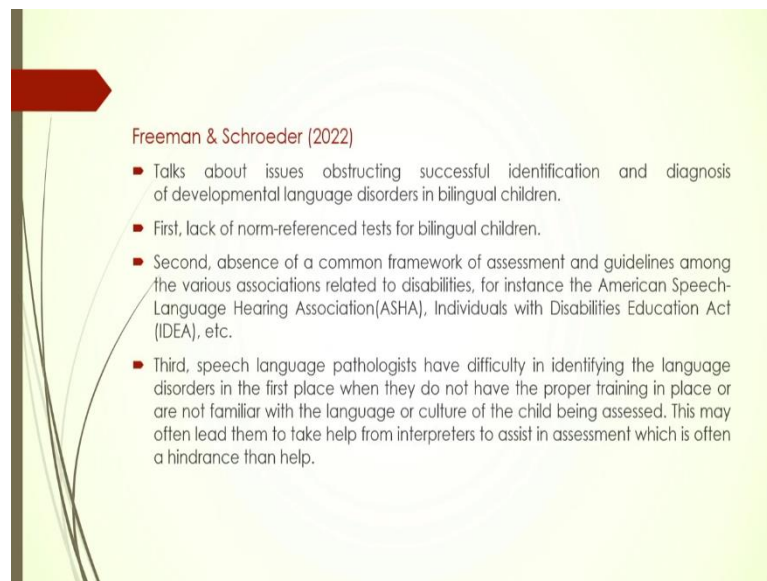 Freeman & Schroeder (2022)
Talks about issues obstructing successful identification and diagnosis
of developmental language disorders in bilingual children.
First, lack of norm-referenced tests for bilingual children.
Second, absence of a common framework of assessment and guidelines among
the various associations related to disabilities, for instance the American Speech-
Language Hearing Association(ASHA), Individuals with Disabilities Education Act
(IDEA), etc.
Third, speech language pathologists have difficulty in identifying the language
disorders in the first place when they do not have the proper training in place or
are not familiar with the language or culture of the child being assessed. This may
often lead them to take help from interpreters to assist in assessment which is often
a hindrance than help.